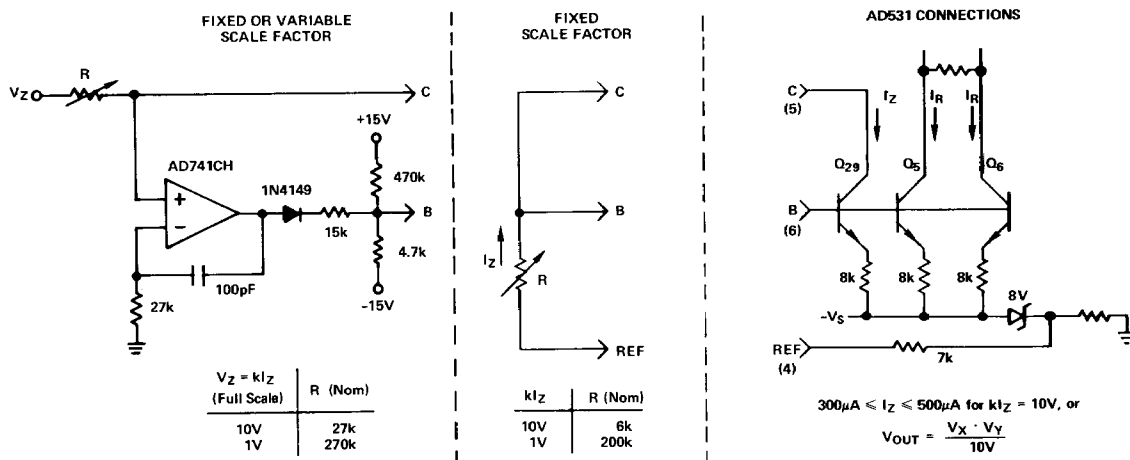 FIXED OR VARIABLE
SCALE FACTOR
VZ
R
C
+15V
AD741CH
470k
1N4149
+
−
B
15k
4.7k
100pF
27k
−15V
VZ = kIZ
(Full Scale)
R (Nom)
10V 27k
1V 270k
FIXED
SCALE FACTOR
C
B
IZ
R
REF
kIZ R (Nom)
10V 6k
1V 200k
AD531 CONNECTIONS
C
(5)
IZ
IR
IR
Q29
Q5
Q6
B
(6)
8k
8k
8k
8V
−VS
REF
(4)
7k
300μA ⩽ IZ ⩽ 500μA for kIZ = 10V, or
VOUT = VX · VY / 10V